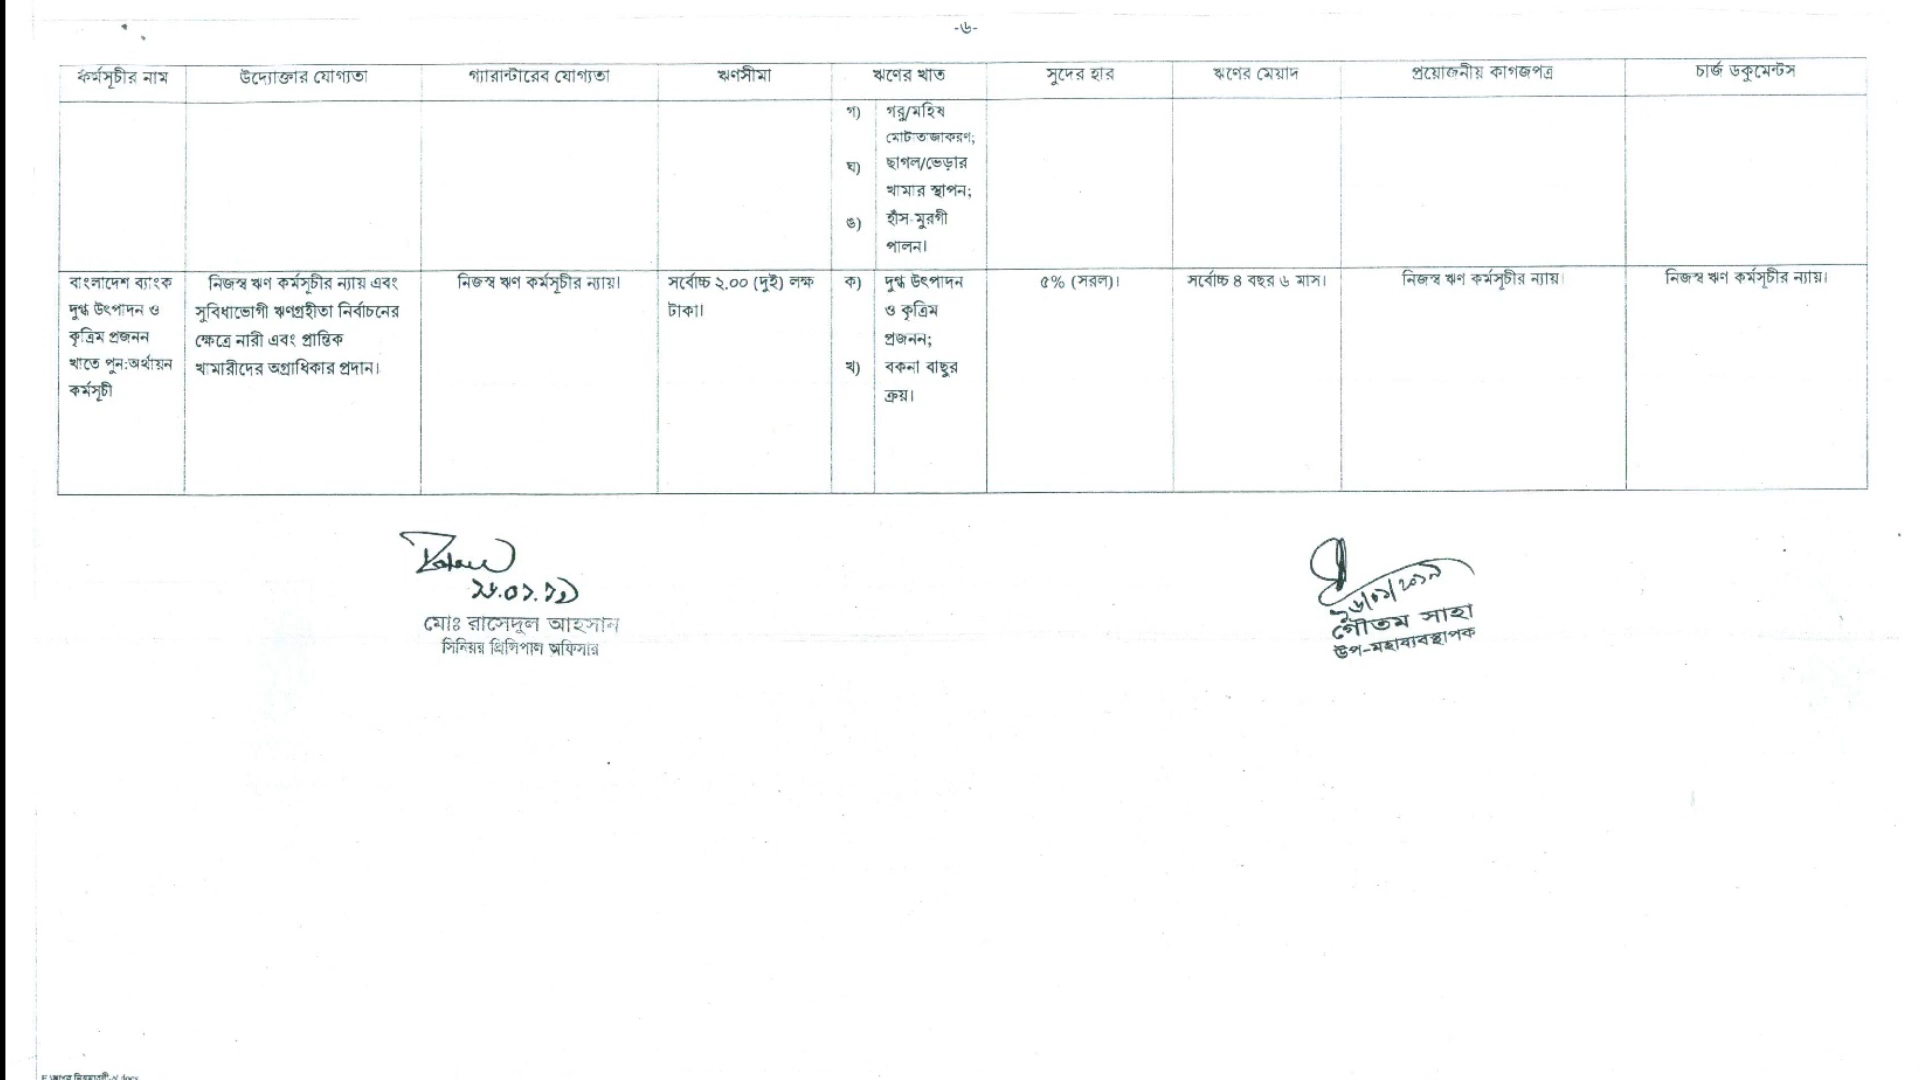 -৬-
কর্মসূচীর নাম উদ্যোক্তার যোগ্যতা গ্যারান্টারের যোগ্যতা ঋণসীমা ঋণের খাত সুদের হার ঋণের মেয়াদ প্রয়োজনীয় কাগজপত্র চার্জ ডকুমেন্টস
গ) গরু/মহিষ
মোটাতাজাকরণ;
ঘ) ছাগল/ভেড়ার
খামার স্থাপন;
ঙ) হাঁস-মুরগী
পালন।
বাংলাদেশ ব্যাংক
দুগ্ধ উৎপাদন ও
কৃত্রিম প্রজনন
খাতে পুন:অর্থায়ন
কর্মসূচী
নিজস্ব ঋণ কর্মসূচীর ন্যায় এবং
সুবিধাভোগী ঋণগ্রহীতা নির্বাচনের
ক্ষেত্রে নারী এবং প্রান্তিক
খামারীদের অগ্রাধিকার প্রদান।
নিজস্ব ঋণ কর্মসূচীর ন্যায়।
সর্বোচ্চ ২.০০ (দুই) লক্ষ
টাকা।
ক) দুগ্ধ উৎপাদন
ও কৃত্রিম
প্রজনন;
খ) বকনা বাছুর
ক্রয়।
৫% (সরল)।
সর্বোচ্চ ৪ বছর ৬ মাস।
নিজস্ব ঋণ কর্মসূচীর ন্যায়।
নিজস্ব ঋণ কর্মসূচীর ন্যায়।
মোঃ রাসেদুল আহসান
সিনিয়র প্রিন্সিপাল অফিসার
২৬/০১/২০১৯
গৌতম সাহা
উপ-মহাব্যবস্থাপক